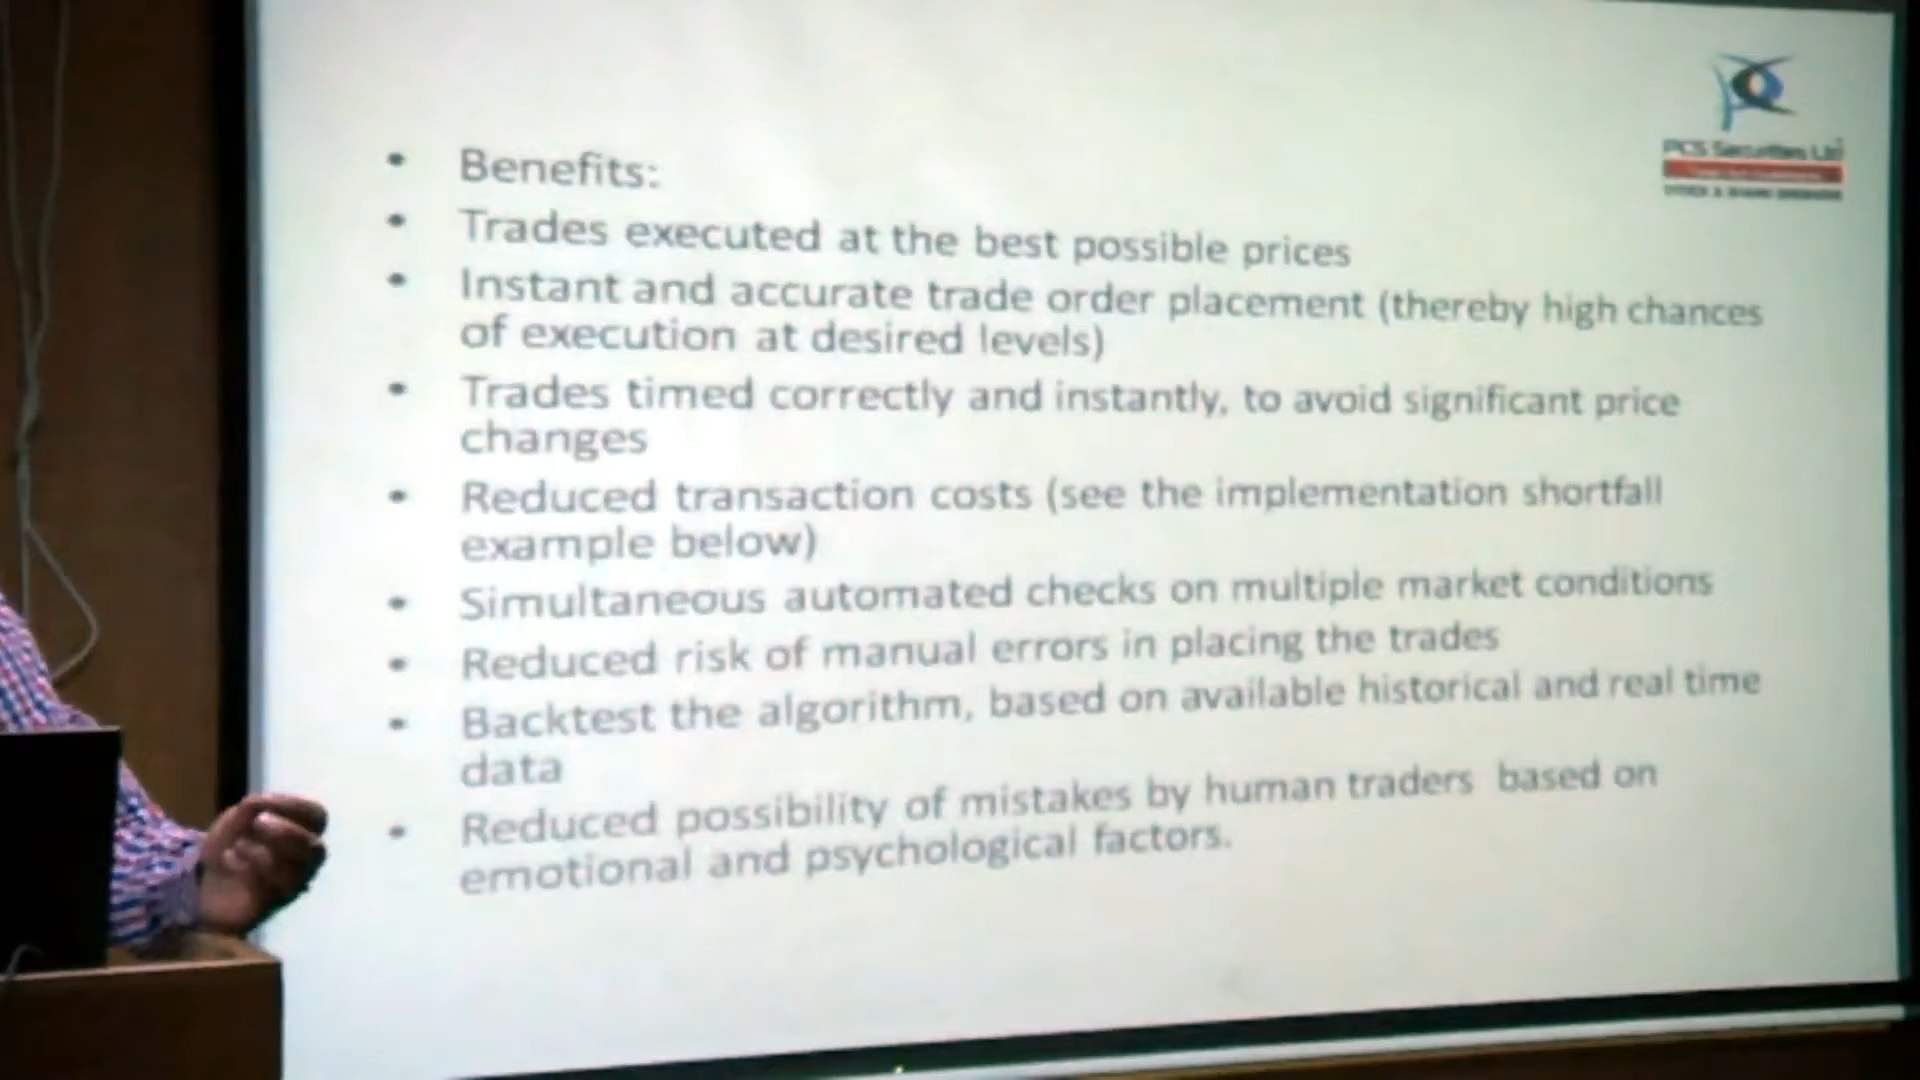 PCS Securities Ltd
• Benefits:
• Trades executed at the best possible prices
• Instant and accurate trade order placement (thereby high chances
of execution at desired levels)
• Trades timed correctly and instantly, to avoid significant price
changes
• Reduced transaction costs (see the implementation shortfall
example below)
• Simultaneous automated checks on multiple market conditions
• Reduced risk of manual errors in placing the trades
• Backtest the algorithm, based on available historical and real time
data
• Reduced possibility of mistakes by human traders based on
emotional and psychological factors.